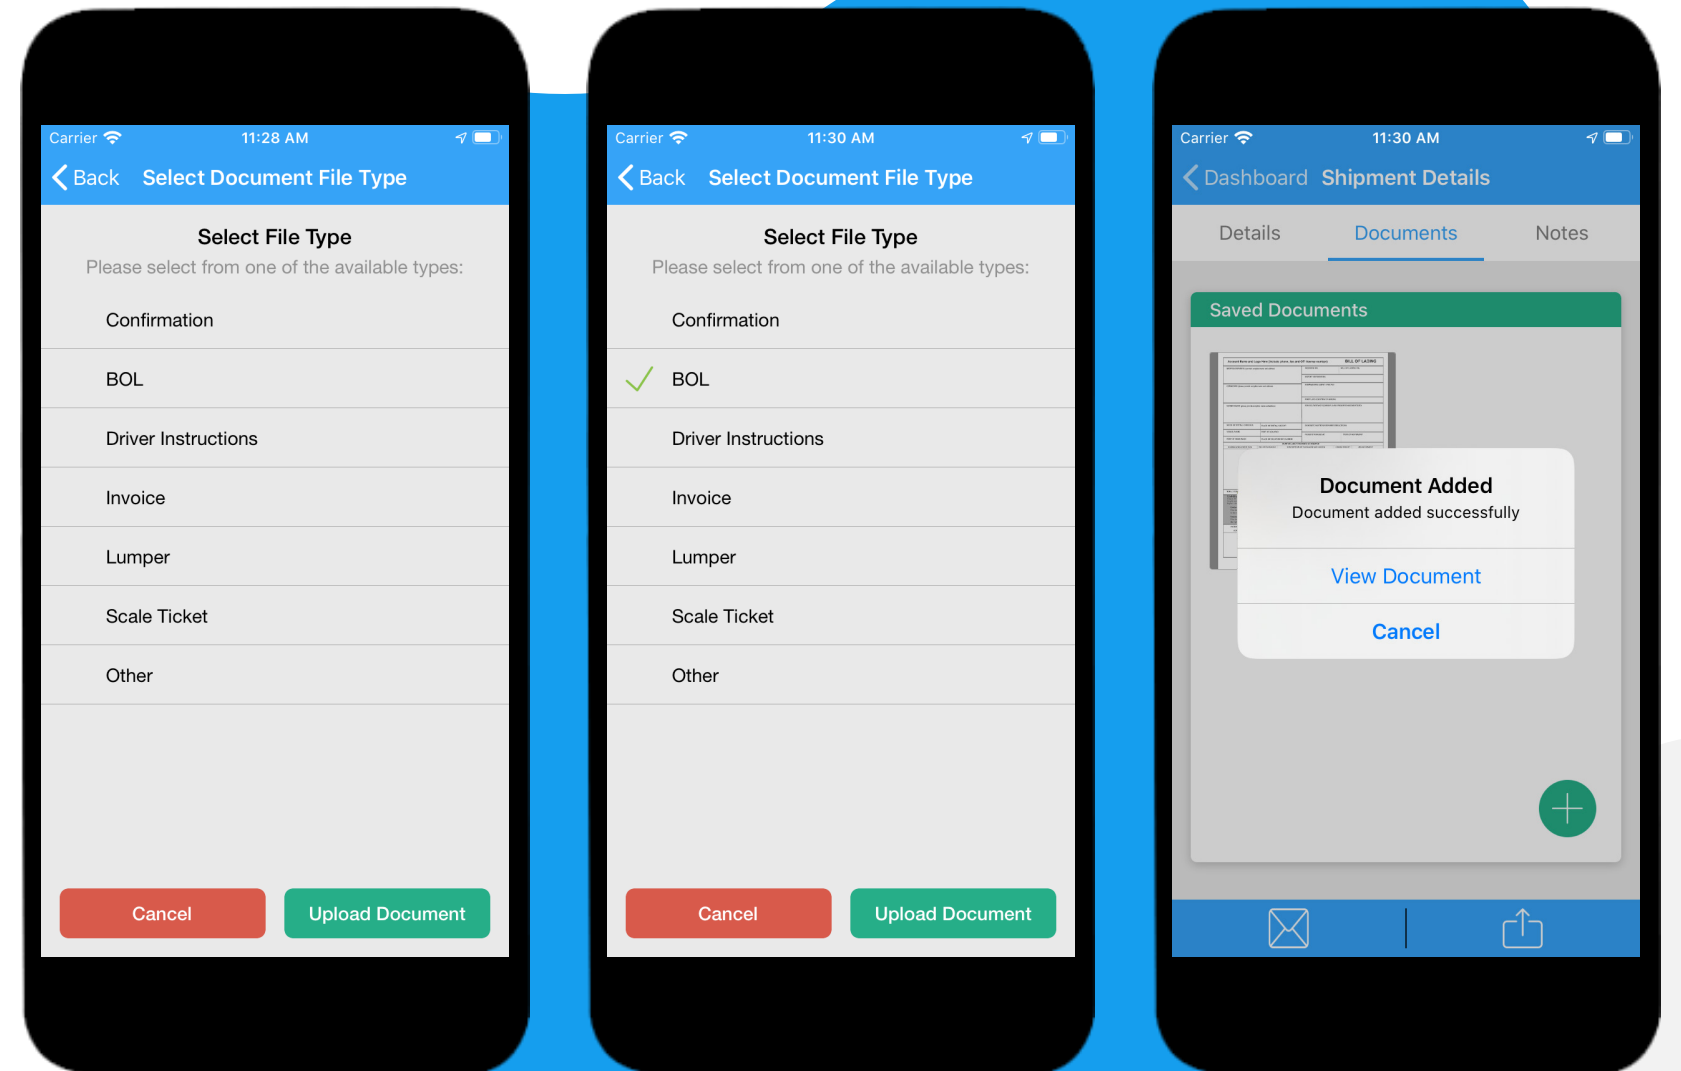 Carrier
11:28 AM
Back
Select Document File Type
Select File Type
Please select from one of the available types:
Confirmation
BOL
Driver Instructions
Invoice
Lumper
Scale Ticket
Other
Cancel
Upload Document
Carrier
11:30 AM
Back
Select Document File Type
Select File Type
Please select from one of the available types:
Confirmation
BOL
Driver Instructions
Invoice
Lumper
Scale Ticket
Other
Cancel
Upload Document
Carrier
11:30 AM
Dashboard
Shipment Details
Details
Documents
Notes
Saved Documents
BILL OF LADING
Document Added
Document added successfully
View Document
Cancel